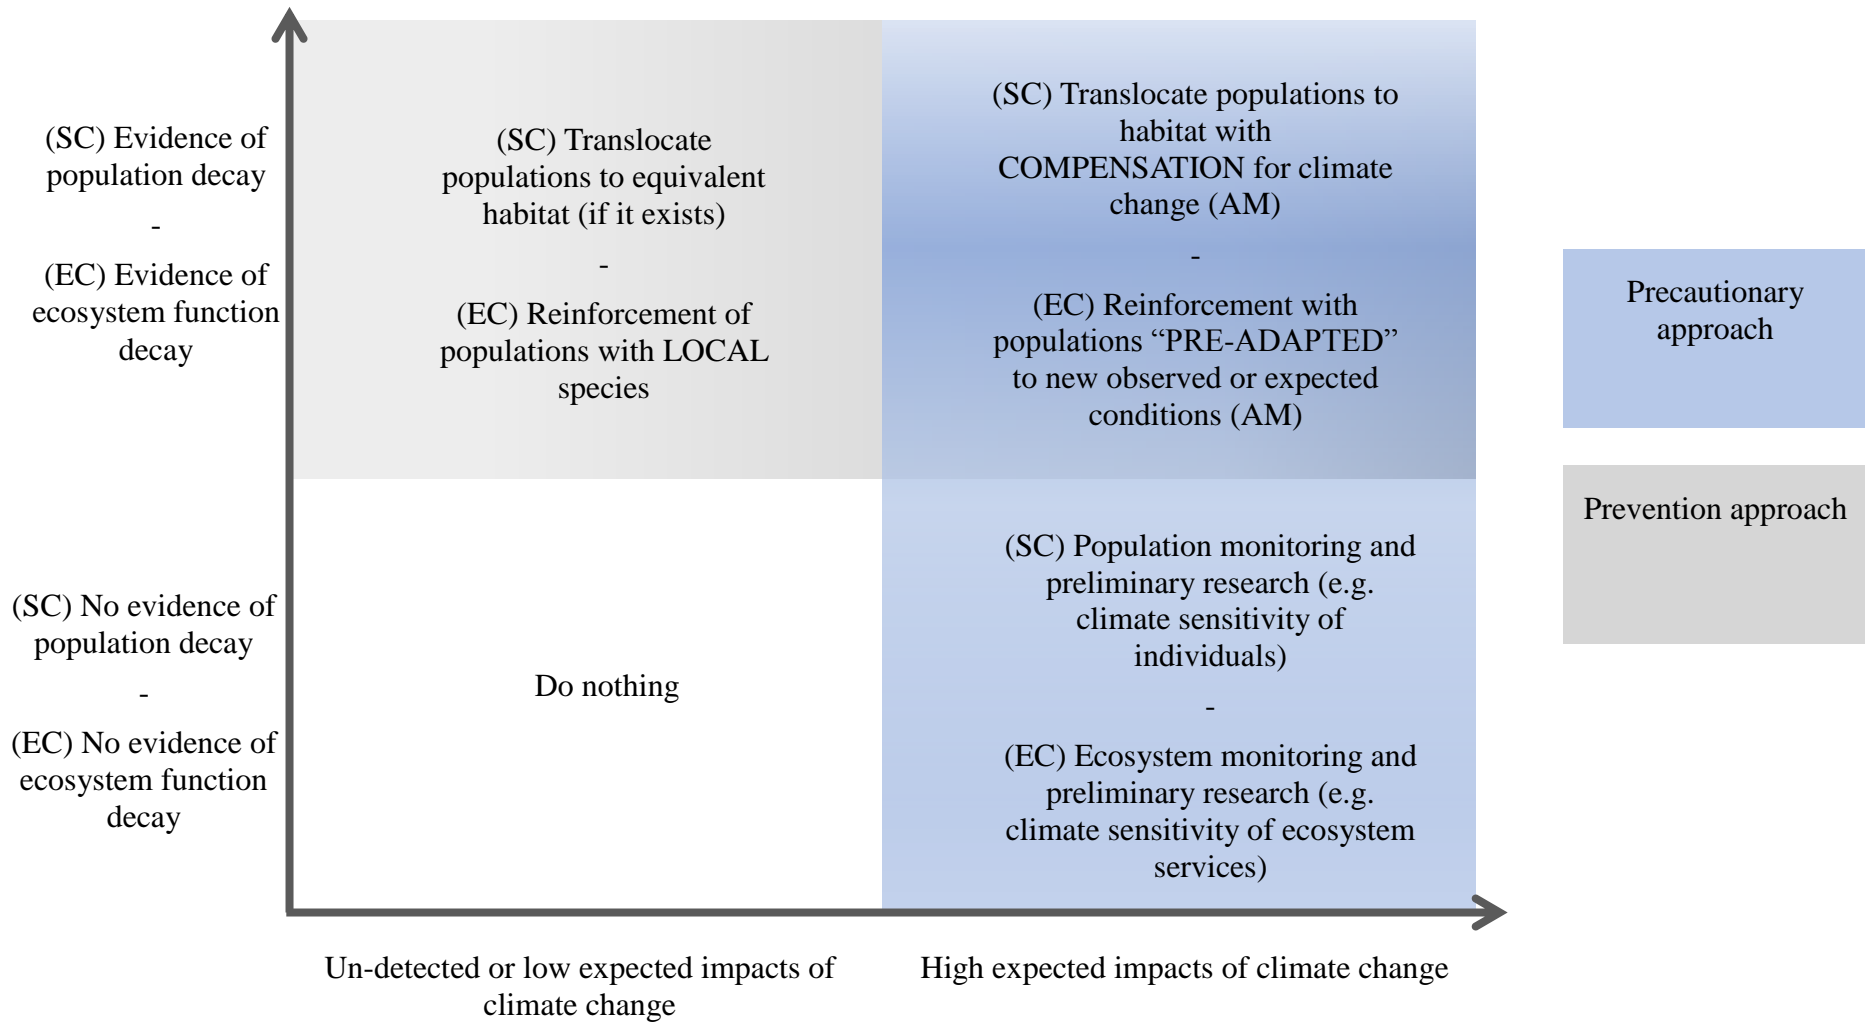 (SC) Evidence of
population decay
-
(EC) Evidence of
ecosystem function
decay
(SC) Translocate
populations to equivalent
habitat (if it exists)
-
(EC) Reinforcement of
populations with LOCAL
species
(SC) Translocate populations to
habitat with
COMPENSATION for climate
change (AM)
-
(EC) Reinforcement with
populations “PRE-ADAPTED”
to new observed or expected
conditions (AM)
Precautionary
approach
Prevention approach
(SC) No evidence of
population decay
-
(EC) No evidence of
ecosystem function
decay
Do nothing
(SC) Population monitoring and
preliminary research (e.g.
climate sensitivity of
individuals)
-
(EC) Ecosystem monitoring and
preliminary research (e.g.
climate sensitivity of ecosystem
services)
Un-detected or low expected impacts of
climate change
High expected impacts of climate change